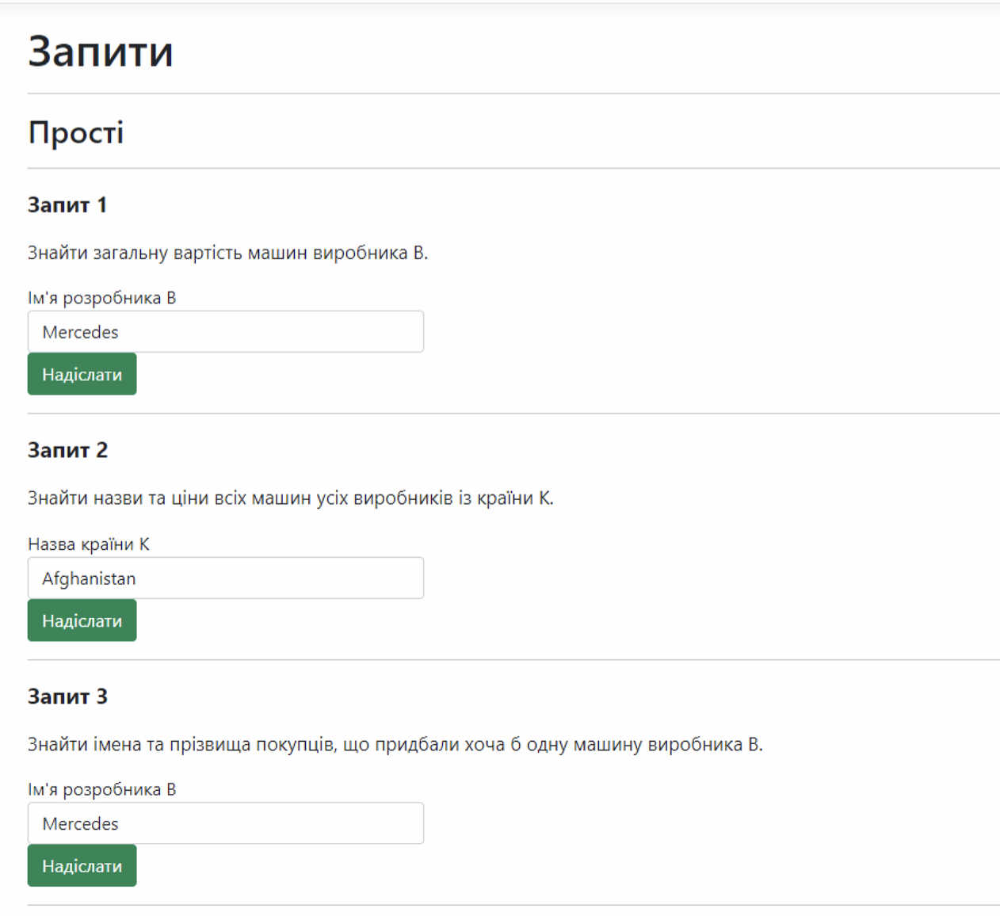 Запити
Прості
Запит 1
Знайти загальну вартість машин виробника В.
Ім'я розробника В
Mercedes
Надіслати
Запит 2
Знайти назви та ціни всіх машин усіх виробників із країни К.
Назва країни К
Afghanistan
Надіслати
Запит 3
Знайти імена та прізвища покупців, що придбали хоча б одну машину виробника В.
Ім'я розробника В
Mercedes
Надіслати